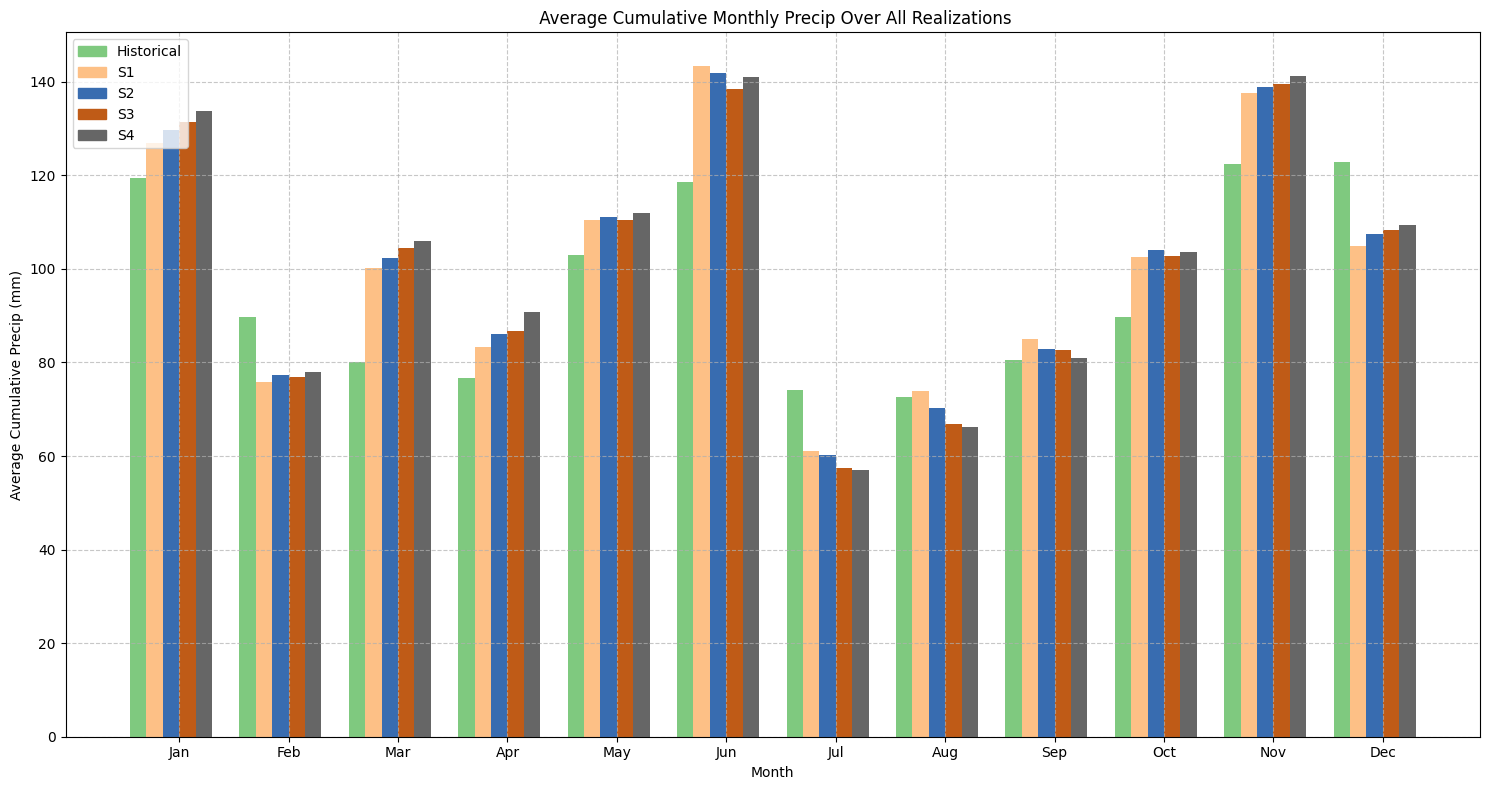 Average Cumulative Monthly Precip Over All Realizations
Historical
S1
S2
S3
S4
Average Cumulative Precip (mm)
140
120
100
80
60
40
20
0
Jan Feb Mar Apr May Jun Jul Aug Sep Oct Nov Dec
Month